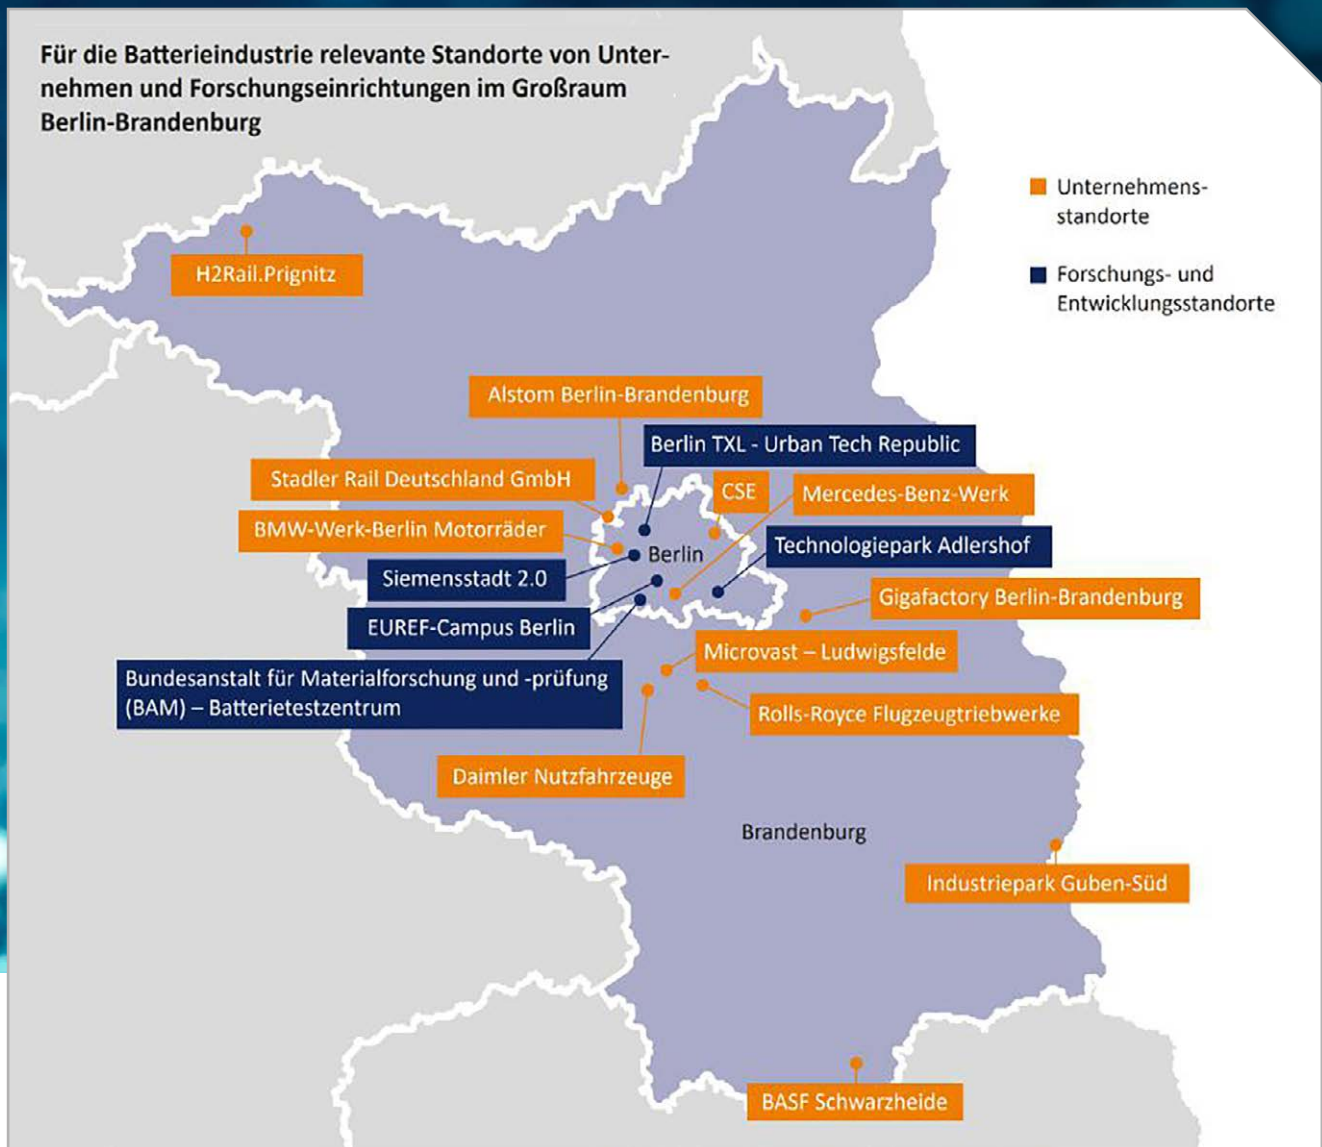 Für die Batterieindustrie relevante Standorte von Unter-
nehmen und Forschungseinrichtungen im Großraum
Berlin-Brandenburg
Unternehmens-
standorte
Forschungs- und
Entwicklungsstandorte
H2Rail.Prignitz
Alstom Berlin-Brandenburg
Berlin TXL - Urban Tech Republic
Stadler Rail Deutschland GmbH
CSE
Mercedes-Benz-Werk
BMW-Werk-Berlin Motorräder
Berlin
Technologiepark Adlershof
Siemensstadt 2.0
Gigafactory Berlin-Brandenburg
EUREF-Campus Berlin
Microvast – Ludwigsfelde
Bundesanstalt für Materialforschung und -prüfung
(BAM) – Batterietestzentrum
Rolls-Royce Flugzeugtriebwerke
Daimler Nutzfahrzeuge
Brandenburg
Industriepark Guben-Süd
BASF Schwarzheide